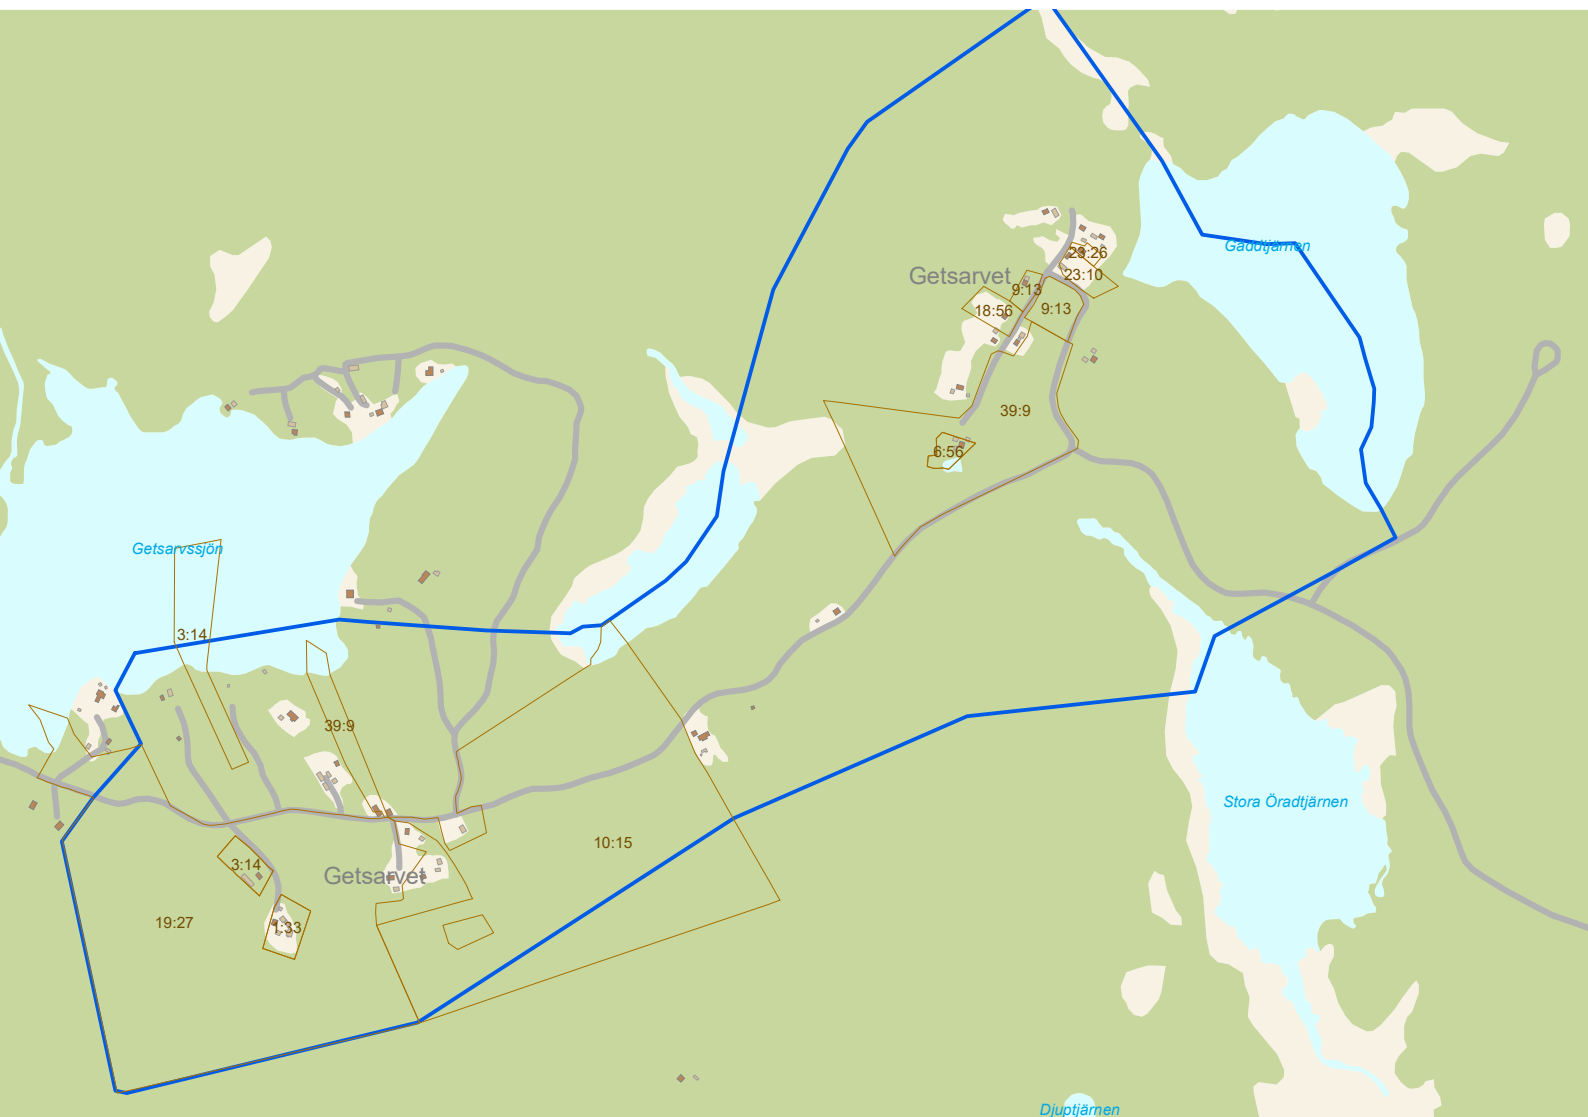 Gäddtjärnen
23:26
Getsarvet
23:10
9:13
18:56
9:13
39:9
6:56
Getsarvssjön
3:14
39:9
Stora Öradtjärnen
10:15
3:14
Getsarvet
19:27
1:33
Djuptjärnen